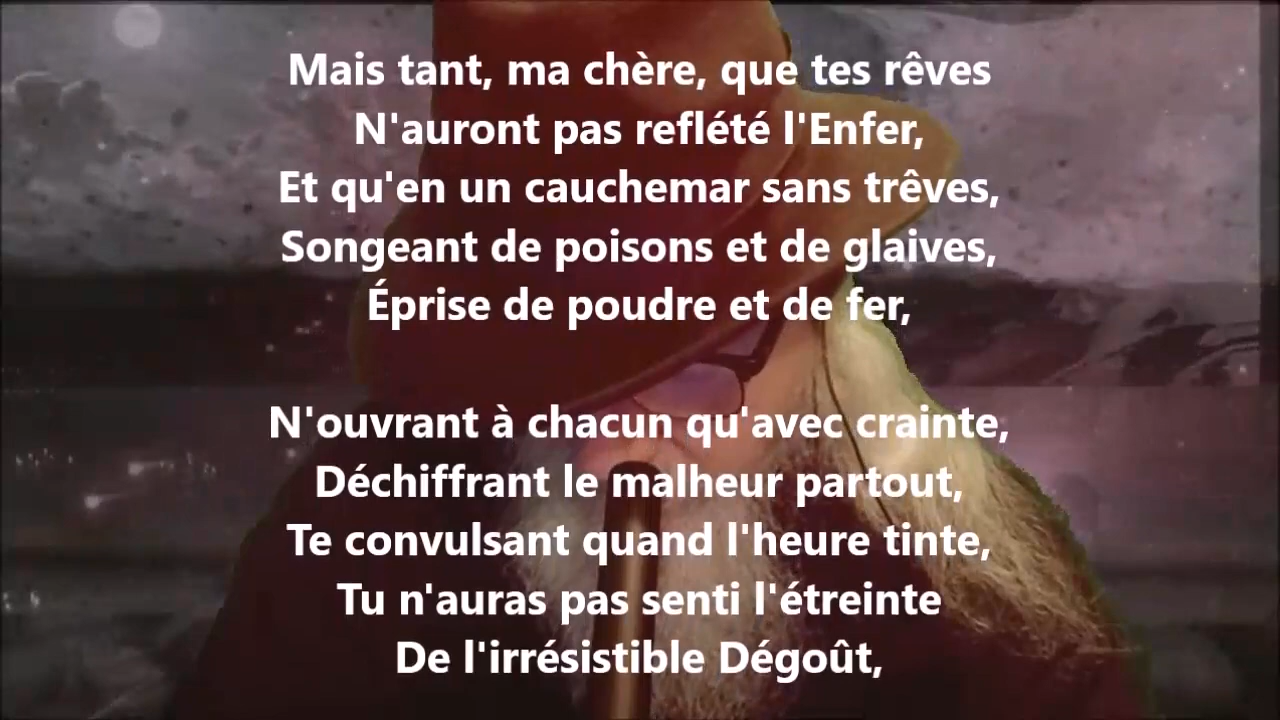 Mais tant, ma chère, que tes rêves
N'auront pas reflété l'Enfer,
Et qu'en un cauchemar sans trêves,
Songeant de poisons et de glaives,
Éprise de poudre et de fer,
N'ouvrant à chacun qu'avec crainte,
Déchiffrant le malheur partout,
Te convulsant quand l'heure tinte,
Tu n'auras pas senti l'étreinte
De l'irrésistible Dégoût,